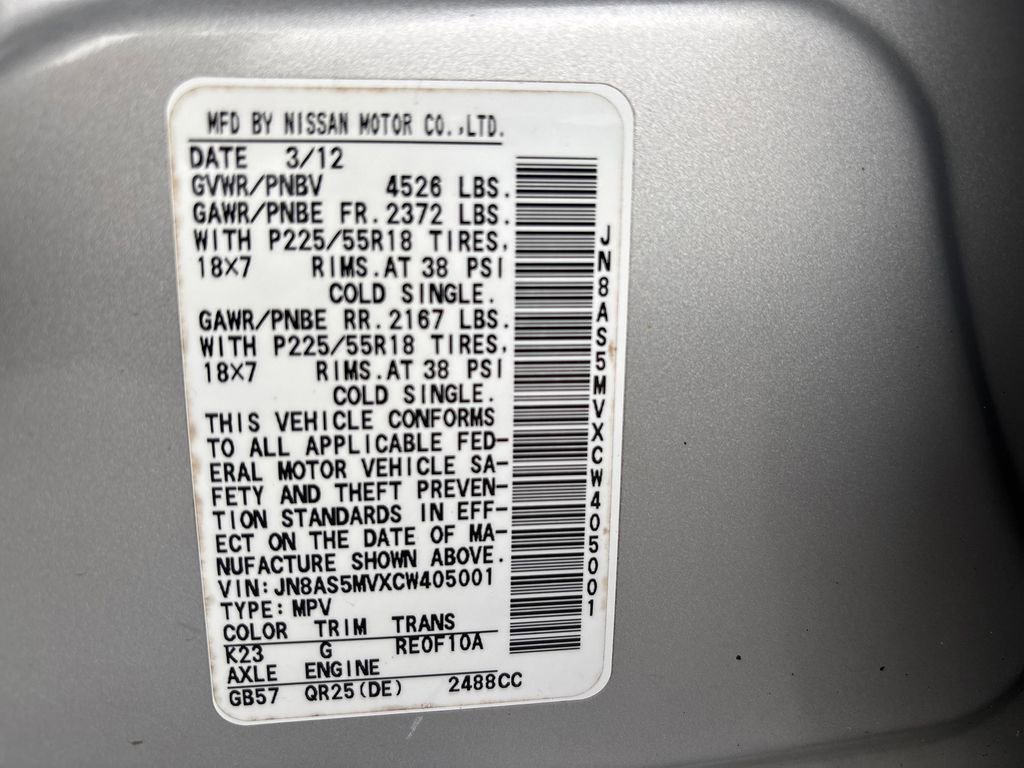 MFD BY NISSAN MOTOR CO.,LTD.
DATE 3/12
GVWR/PNBV 4526 LBS.
GAWR/PNBE FR.2372 LBS.
WITH P225/55R18 TIRES,
18X7 RIMS.AT 38 PSI
COLD SINGLE.
GAWR/PNBE RR.2167 LBS.
WITH P225/55R18 TIRES,
18X7 RIMS.AT 38 PSI
COLD SINGLE.
THIS VEHICLE CONFORMS
TO ALL APPLICABLE FED-
ERAL MOTOR VEHICLE SA-
FETY AND THEFT PREVEN-
TION STANDARDS IN EFF-
ECT ON THE DATE OF MA-
NUFACTURE SHOWN ABOVE.
VIN:JN8AS5MVXCW405001
TYPE:MPV
COLOR TRIM TRANS
K23 G RE0F10A
AXLE ENGINE
GB57 QR25(DE) 2488CC
JN8AS5MVXCW405001